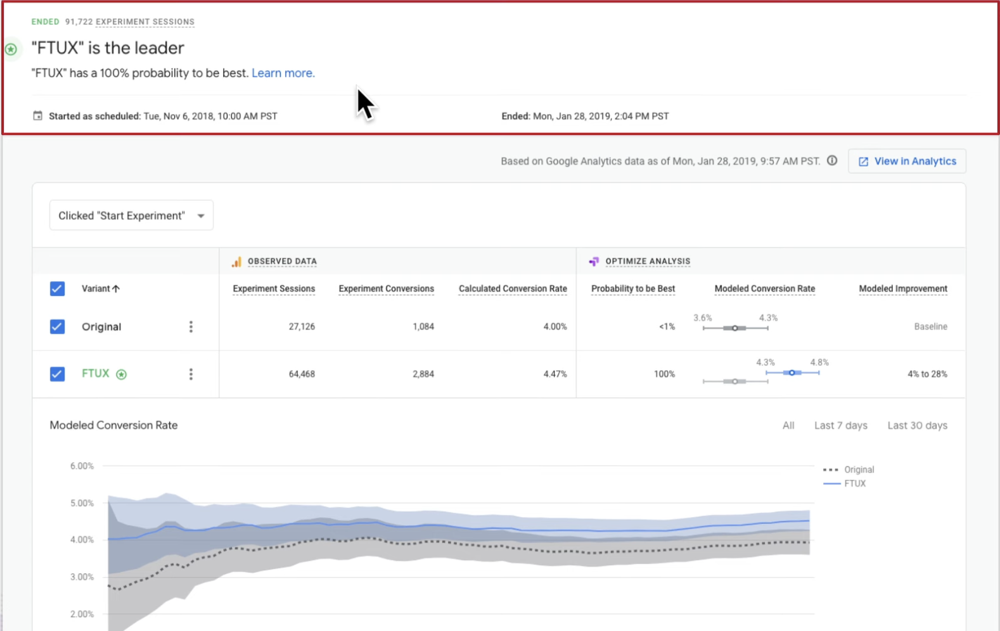 ENDED 91,722 EXPERIMENT SESSIONS
"FTUX" is the leader
"FTUX" has a 100% probability to be best. Learn more.
Started as scheduled: Tue, Nov 6, 2018, 10:00 AM PST Ended: Mon, Jan 28, 2019, 2:04 PM PST
Based on Google Analytics data as of Mon, Jan 28, 2019, 9:57 AM PST. View in Analytics
Clicked "Start Experiment"
OBSERVED DATA OPTIMIZE ANALYSIS
Variant Experiment Sessions Experiment Conversions Calculated Conversion Rate Probability to be Best Modeled Conversion Rate Modeled Improvement
3.6% 4.3%
Original 27,126 1,084 4.00% <1% Baseline
4.3% 4.8%
FTUX 64,468 2,884 4.47% 100% 4% to 28%
Modeled Conversion Rate All Last 7 days Last 30 days
6.00%
Original
FTUX
5.00%
4.00%
3.00%
2.00%